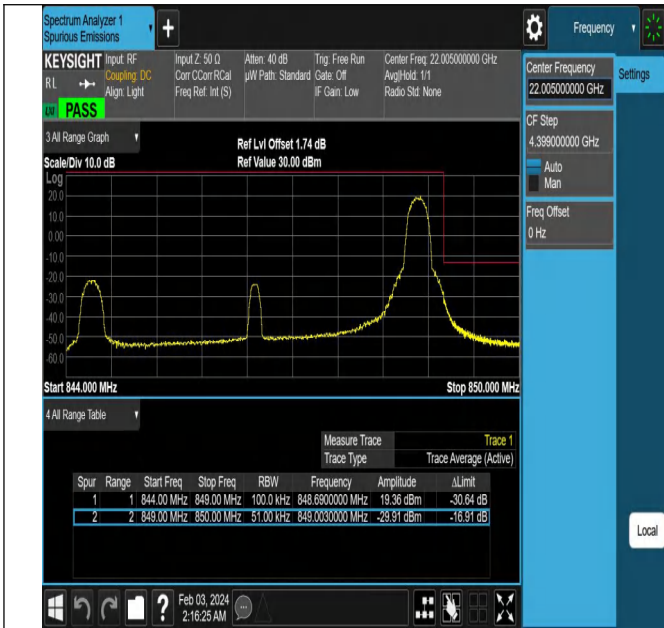 Spectrum Analyzer 1
Spurious Emissions
Frequency
KEYSIGHT Input: RF
RL
Coupling: DC
Align: Light
Input Z: 50 Ω
Corr CCorr RCal
Freq Ref: Int (S)
Atten: 40 dB
µW Path: Standard
Trig: Free Run
Gate: Off
IF Gain: Low
Center Freq: 22.005000000 GHz
Avg|Hold: 1/1
Radio Std: None
PASS
Center Frequency
22.005000000 GHz
Settings
CF Step
4.399000000 GHz
Auto
Man
Freq Offset
0 Hz
3 All Range Graph
Scale/Div 10.0 dB
Ref Lvl Offset 1.74 dB
Ref Value 30.00 dBm
Log
20.0
10.0
0.00
-10.0
-20.0
-30.0
-40.0
-50.0
-60.0
Start 844.000 MHz
Stop 850.000 MHz
4 All Range Table
Measure Trace Trace 1
Trace Type Trace Average (Active)
Spur Range Start Freq Stop Freq RBW Frequency Amplitude ΔLimit
1 1 844.00 MHz 849.00 MHz 100.0 kHz 848.6900000 MHz 19.36 dBm -30.64 dB
2 2 849.00 MHz 850.00 MHz 51.00 kHz 849.0030000 MHz -29.91 dBm -16.91 dB
Local
Feb 03, 2024
2:16:25 AM